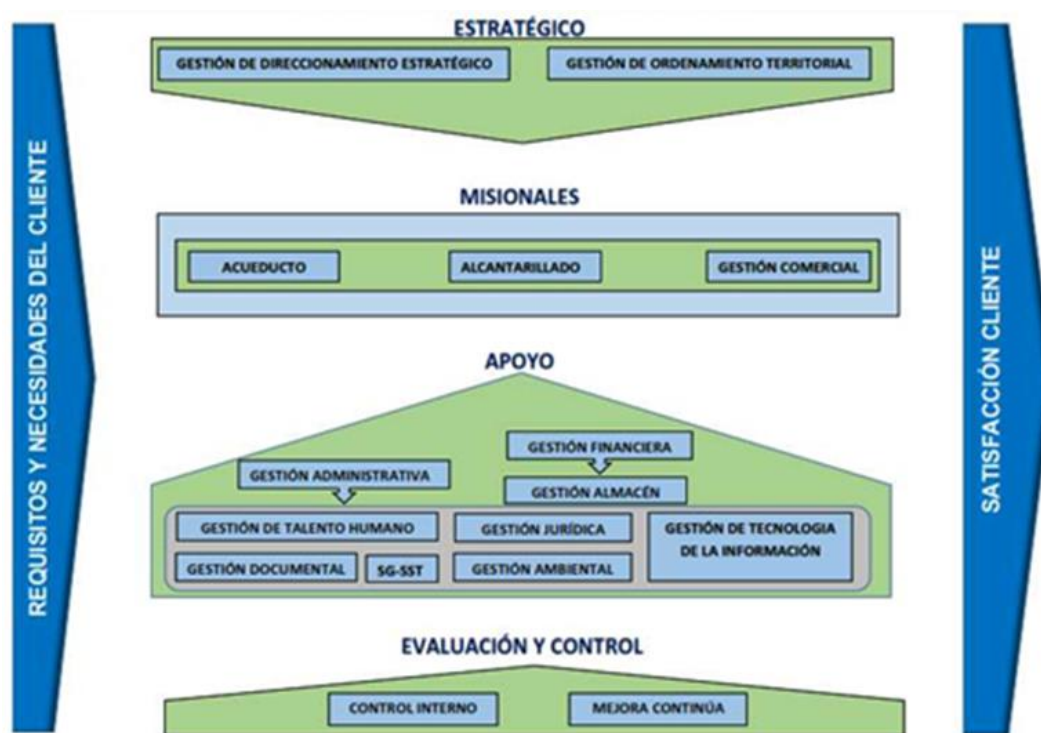 REQUISITOS Y NECESIDADES DEL CLIENTE
ESTRATÉGICO
GESTIÓN DE DIRECCIONAMIENTO ESTRATÉGICO
GESTIÓN DE ORDENAMIENTO TERRITORIAL
MISIONALES
ACUEDUCTO
ALCANTARILLADO
GESTIÓN COMERCIAL
APOYO
GESTIÓN FINANCIERA
GESTIÓN ADMINISTRATIVA
GESTIÓN ALMACÉN
GESTIÓN DE TALENTO HUMANO
GESTIÓN JURÍDICA
GESTIÓN DE TECNOLOGIA
DE LA INFORMACIÓN
GESTIÓN DOCUMENTAL
SG-SST
GESTIÓN AMBIENTAL
EVALUACIÓN Y CONTROL
CONTROL INTERNO
MEJORA CONTINÚA
SATISFACCIÓN CLIENTE